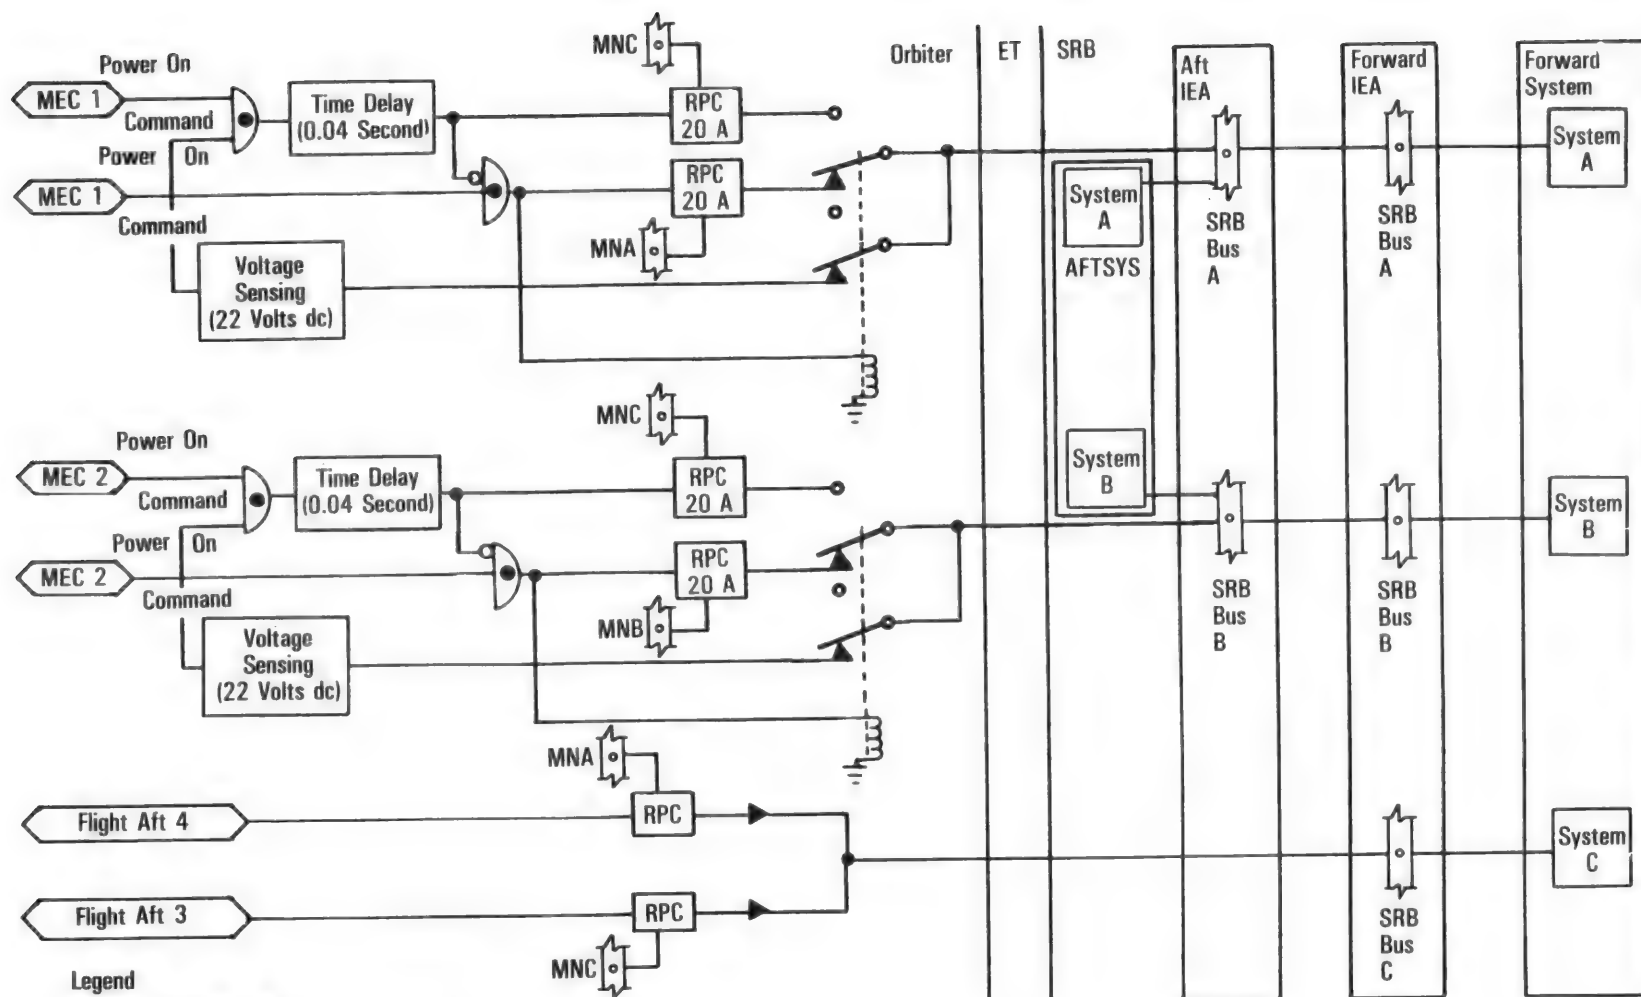 Power On
MEC 1
Command
Time Delay
(0.04 Second)
Power On
MEC 1
Command
Voltage
Sensing
(22 Volts dc)
MNC
RPC
20 A
RPC
20 A
MNA
Orbiter
ET
SRB
Aft
IEA
Forward
IEA
Forward
System
System
A
AFTSYS
SRB
Bus
A
SRB
Bus
A
System
A
Power On
MEC 2
Command
Time Delay
(0.04 Second)
Power On
MEC 2
Command
Voltage
Sensing
(22 Volts dc)
MNC
RPC
20 A
RPC
20 A
MNB
System
B
SRB
Bus
B
SRB
Bus
B
System
B
MNA
Flight Aft 4
RPC
Flight Aft 3
RPC
MNC
SRB
Bus
C
System
C
Legend